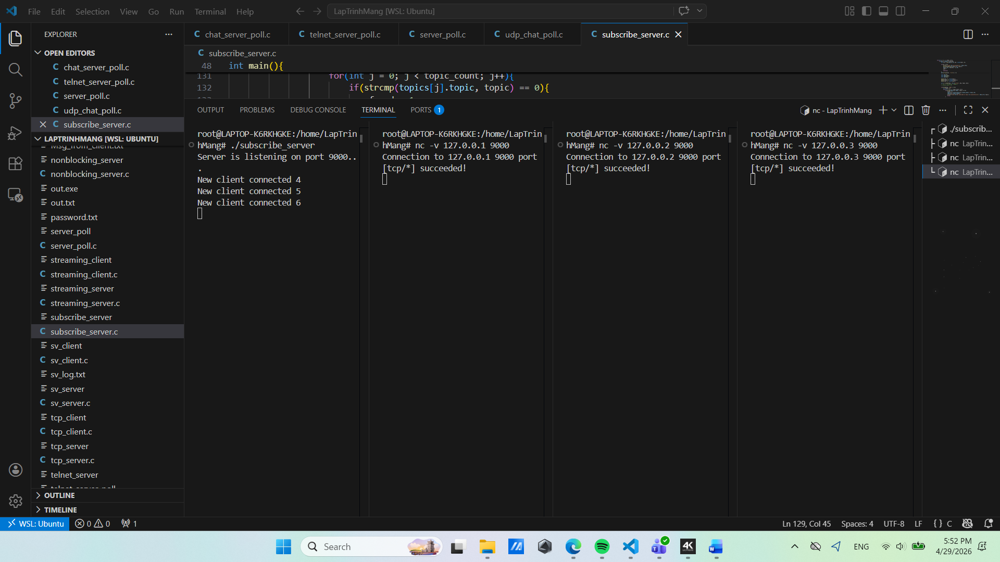 File Edit Selection View Go Run Terminal Help
LapTrinhMang [WSL: Ubuntu]
EXPLORER
OPEN EDITORS
chat_server_poll.c
telnet_server_poll.c
server_poll.c
udp_chat_poll.c
subscribe_server.c
LAPTRINHMANG [WSL: UBUNTU]
Msg_from_client.txt
nonblocking_server
nonblocking_server.c
out.exe
out.txt
password.txt
server_poll
server_poll.c
streaming_client
streaming_client.c
streaming_server
streaming_server.c
subscribe_server
subscribe_server.c
sv_client
sv_client.c
sv_log.txt
sv_server
sv_server.c
tcp_client
tcp_client.c
tcp_server
tcp_server.c
telnet_server
telnet_server_poll
OUTLINE
TIMELINE
chat_server_poll.c telnet_server_poll.c server_poll.c udp_chat_poll.c subscribe_server.c
subscribe_server.c
48 int main(){
131 for(int j = 0; j < topic_count; j++){
132 if(strcmp(topics[j].topic, topic) == 0){
OUTPUT PROBLEMS DEBUG CONSOLE TERMINAL PORTS 1
nc - LapTrinhMang
root@LAPTOP-K6RKHGKE:/home/LapTrin
hMang# ./subscribe_server
Server is listening on port 9000..
.
New client connected 4
New client connected 5
New client connected 6
root@LAPTOP-K6RKHGKE:/home/LapTrin
hMang# nc -v 127.0.0.1 9000
Connection to 127.0.0.1 9000 port
[tcp/*] succeeded!
root@LAPTOP-K6RKHGKE:/home/LapTrin
hMang# nc -v 127.0.0.2 9000
Connection to 127.0.0.2 9000 port
[tcp/*] succeeded!
root@LAPTOP-K6RKHGKE:/home/LapTrin
hMang# nc -v 127.0.0.3 9000
Connection to 127.0.0.3 9000 port
[tcp/*] succeeded!
./subscrib...
nc LapTrin...
nc LapTrin...
nc LapTrin...
WSL: Ubuntu 0 0 1
Ln 129, Col 45 Spaces: 4 UTF-8 LF {} C
Search
4K
ENG
5:52 PM
4/29/2026